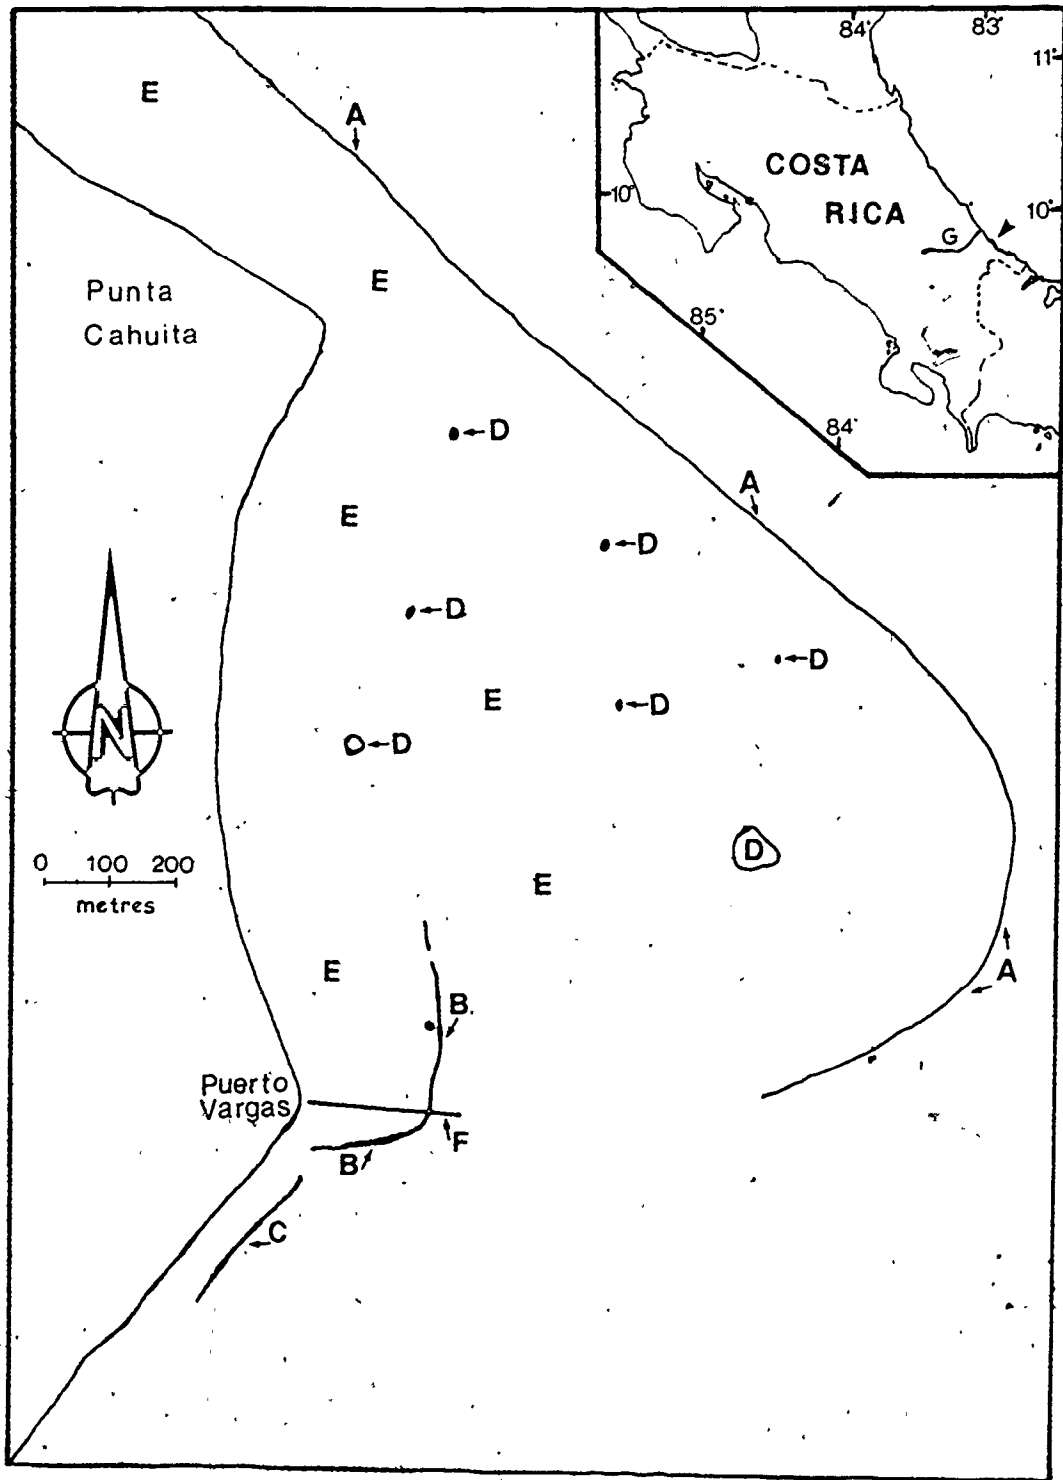 84° 83°
11°
E
A
COSTA
RICA
10°
10°
G
E
Punta
Cahuita
85°
84°
D
A
E
D
D
D
E
D
N
D
D
0 100 200
metres
E
E
A
B
Puerto
Vargas
F
B
C